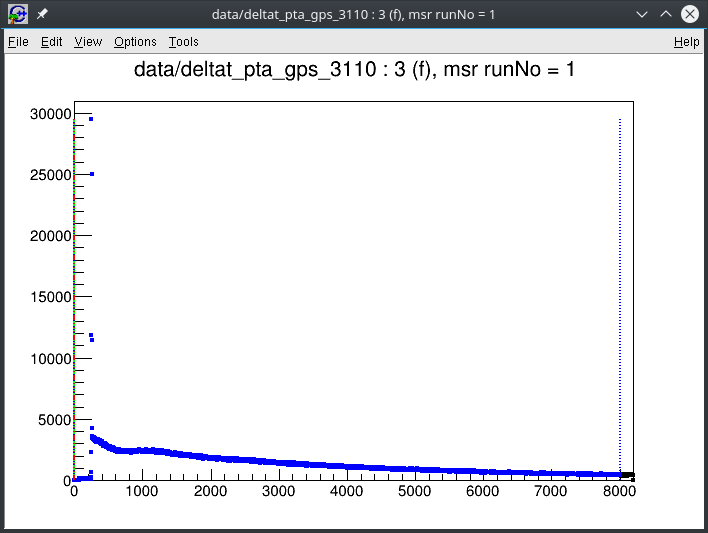 data/deltat_pta_gps_3110 : 3 (f), msr runNo = 1
File Edit View Options Tools Help
data/deltat_pta_gps_3110 : 3 (f), msr runNo = 1
30000
25000
20000
15000
10000
5000
0
0 1000 2000 3000 4000 5000 6000 7000 8000